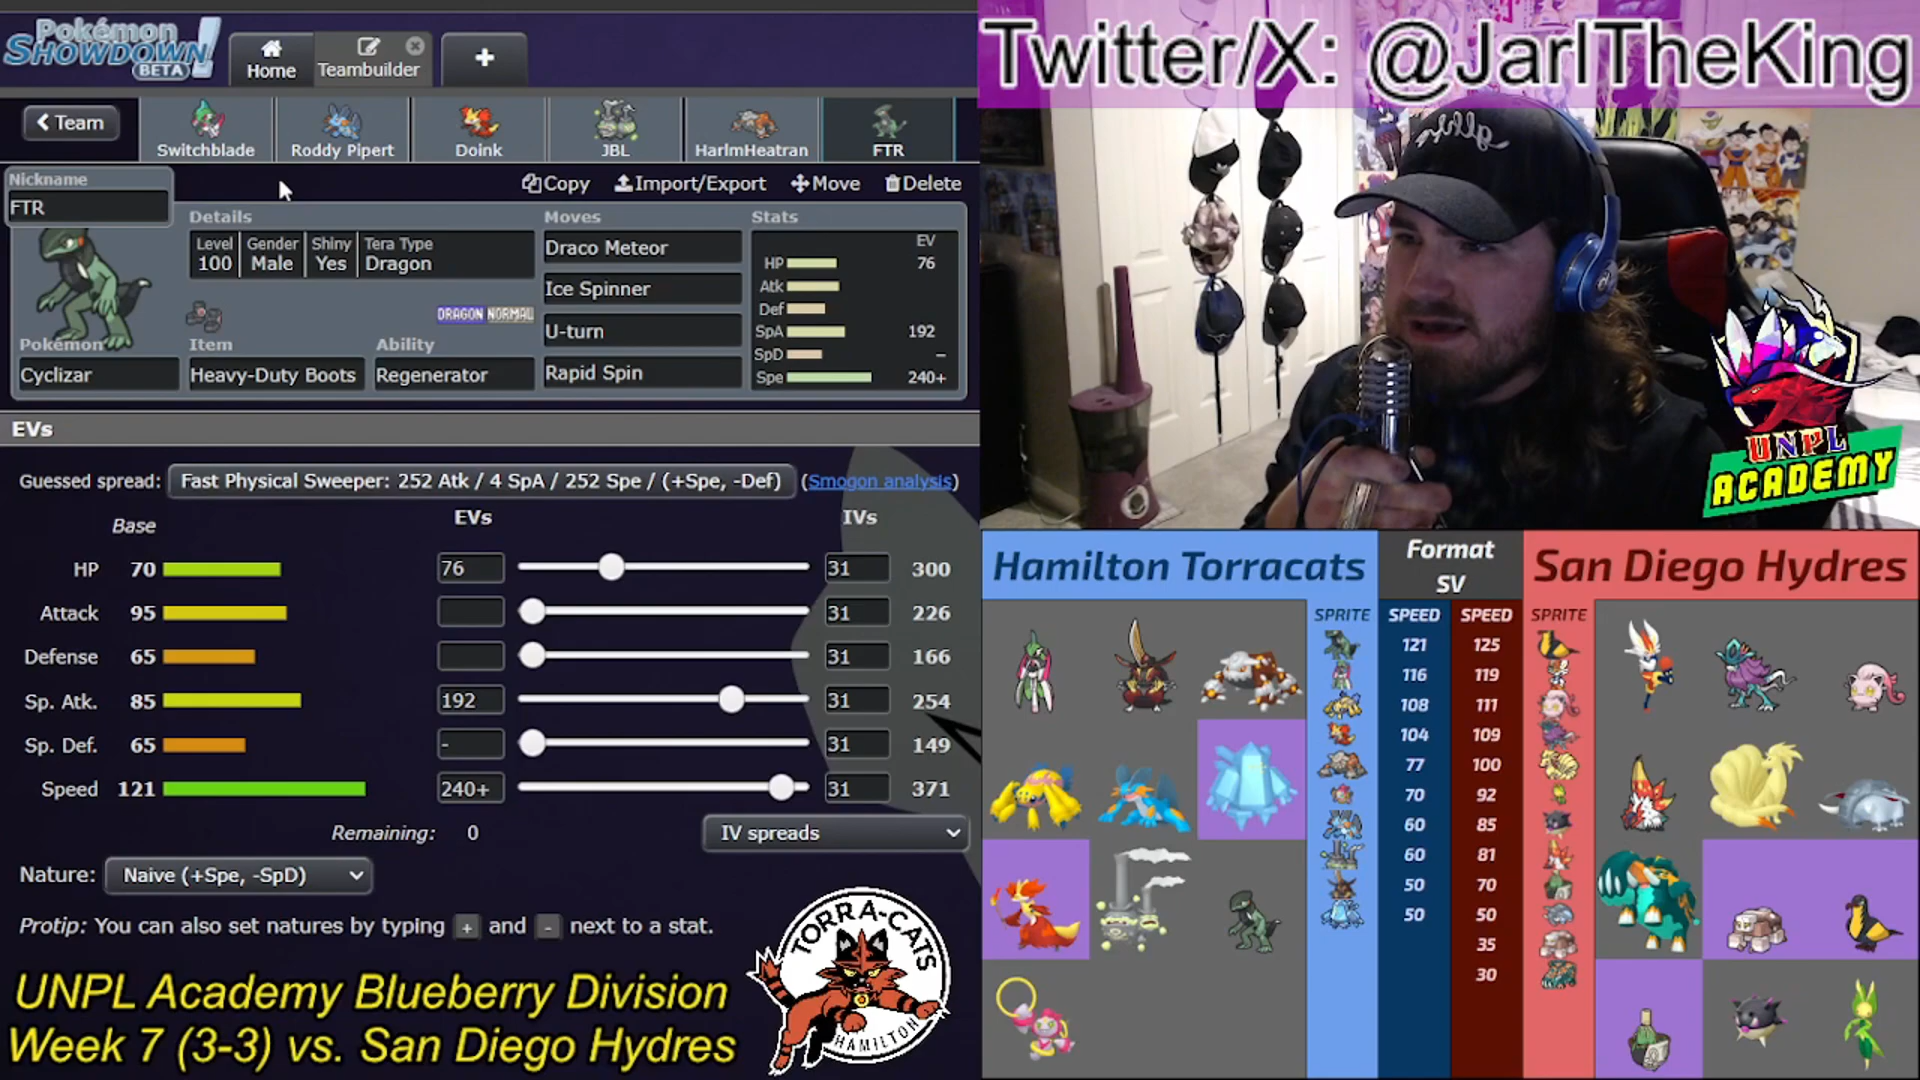 Pokémon
SHOWDOWN!
BETA
Home
Teambuilder
Twitter/X: @JarlTheKing
Team
Switchblade
Roddy Pipert
Doink
JBL
HarlmHeatran
FTR
Nickname
FTR
Copy
Import/Export
Move
Delete
Details
Moves
Stats
Level
100
Gender
Male
Shiny
Yes
Tera Type
Dragon
DRAGON NORMAL
Pokémon
Cyclizar
Item
Heavy-Duty Boots
Ability
Regenerator
Draco Meteor
Ice Spinner
U-turn
Rapid Spin
EV
HP 76
Atk
Def
SpA 192
SpD –
Spe 240+
EVs
Guessed spread: Fast Physical Sweeper: 252 Atk / 4 SpA / 252 Spe / (+Spe, -Def) (Smogon analysis)
Base EVs IVs
HP 70 76 31 300
Attack 95 31 226
Defense 65 31 166
Sp. Atk. 85 192 31 254
Sp. Def. 65 - 31 149
Speed 121 240+ 31 371
Remaining: 0
IV spreads
Nature: Naive (+Spe, -SpD)
Protip: You can also set natures by typing + and - next to a stat.
UNPL Academy Blueberry Division
Week 7 (3-3) vs. San Diego Hydres
TORRA-CATS
HAMILTON
UNPL
ACADEMY
Hamilton Torracats
Format
SV
San Diego Hydres
SPRITE SPEED SPEED SPRITE
121 125
116 119
108 111
104 109
77 100
70 92
60 85
60 81
50 70
50 50
35
30